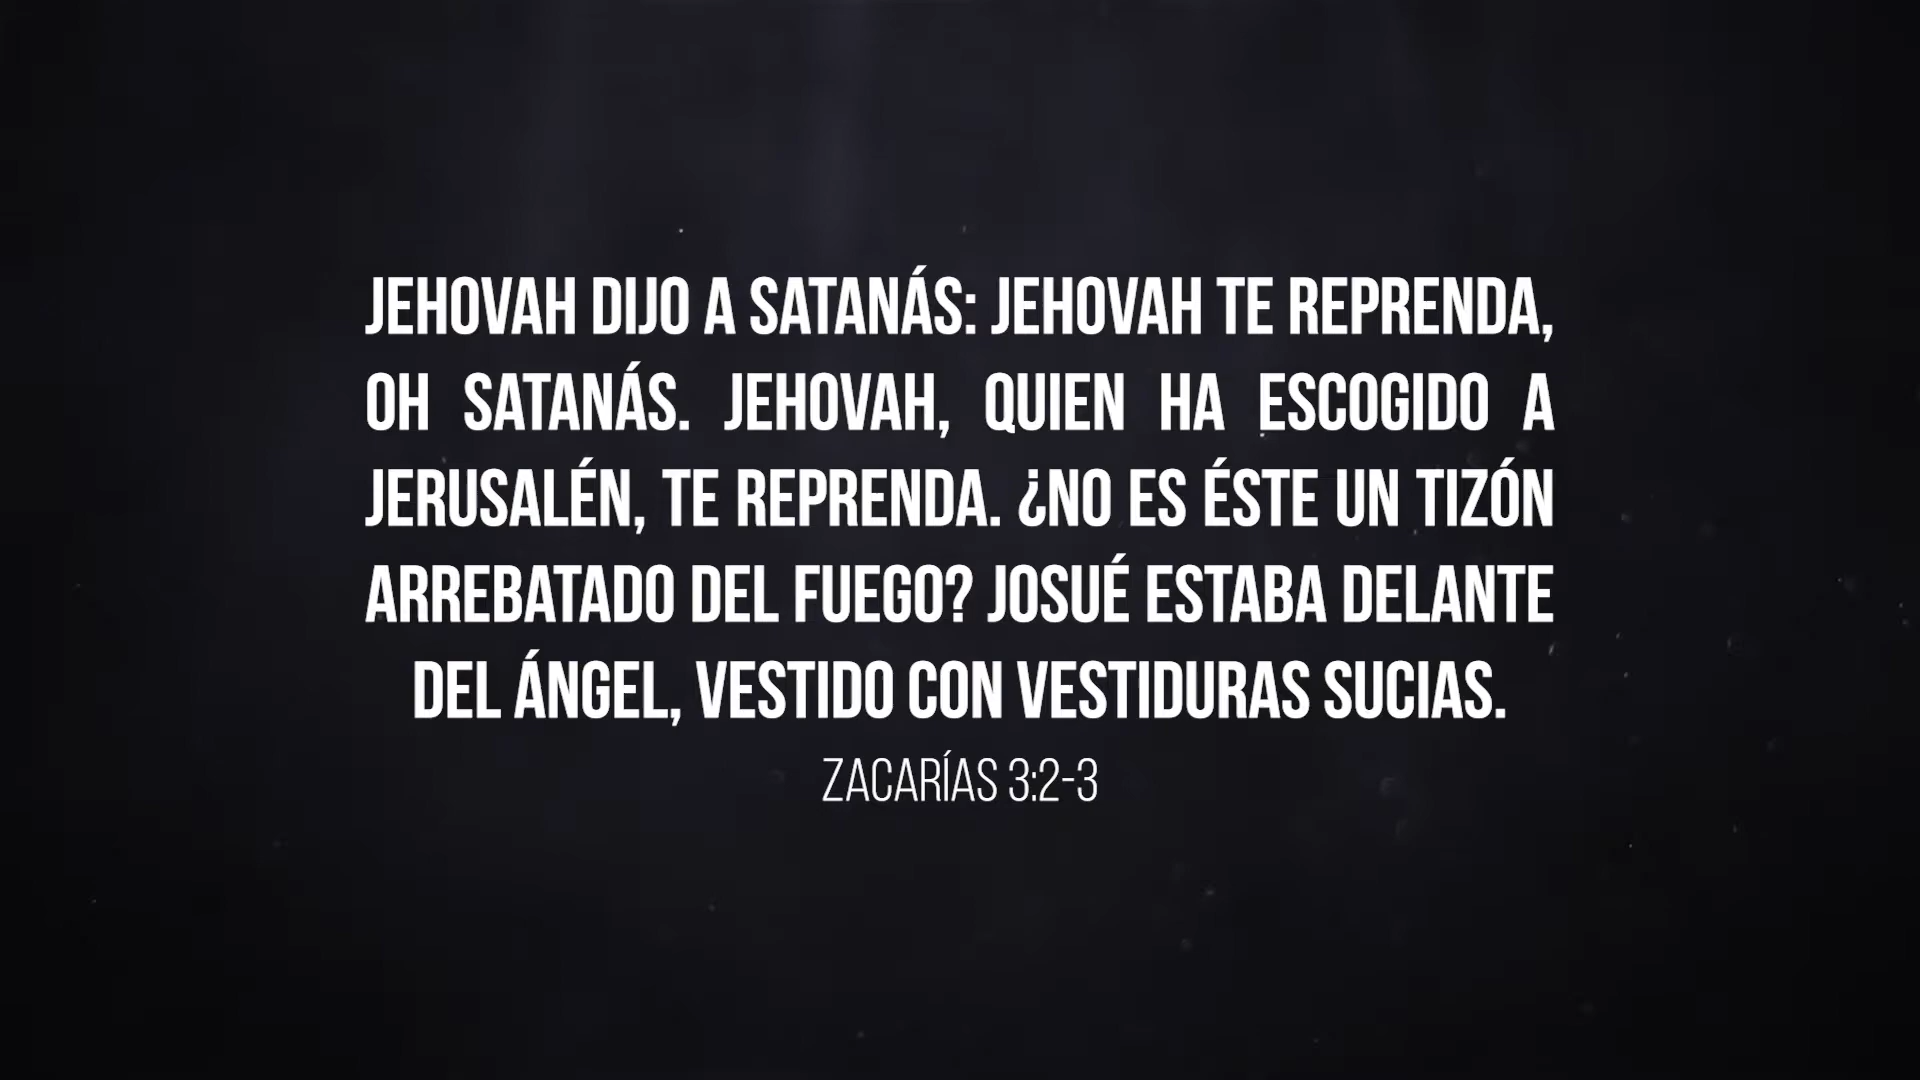 JEHOVAH DIJO A SATANÁS: JEHOVAH TE REPRENDA,
OH SATANÁS. JEHOVAH, QUIEN HA ESCOGIDO A
JERUSALÉN, TE REPRENDA. ¿NO ES ÉSTE UN TIZÓN
ARREBATADO DEL FUEGO? JOSUÉ ESTABA DELANTE
DEL ÁNGEL, VESTIDO CON VESTIDURAS SUCIAS.
ZACARÍAS 3:2-3